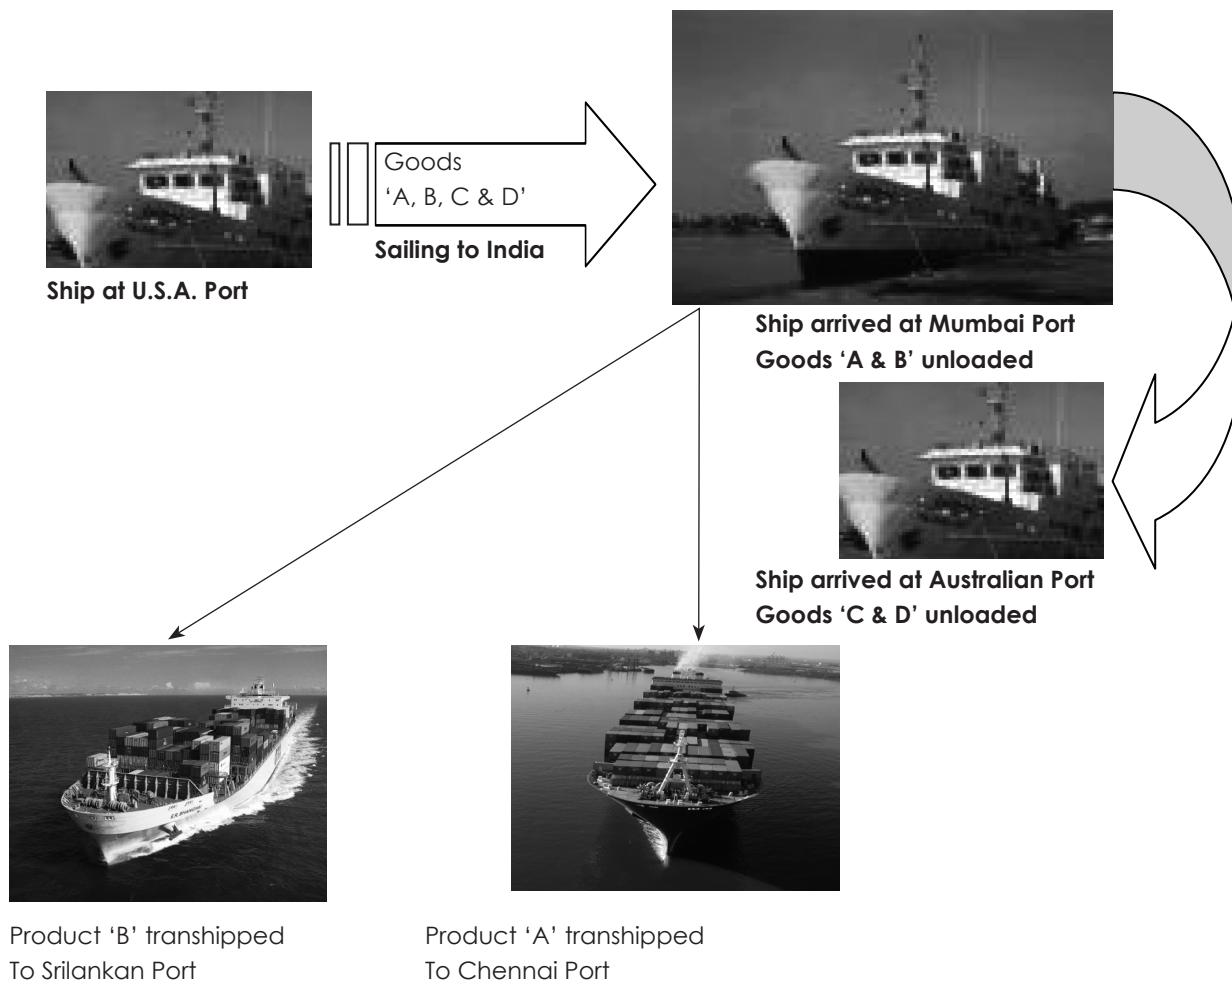 Goods
‘A, B, C & D’
Sailing to India
Ship at U.S.A. Port
Ship arrived at Mumbai Port
Goods ‘A & B’ unloaded
Ship arrived at Australian Port
Goods ‘C & D’ unloaded
Product ‘B’ transhipped
To Srilankan Port
Product ‘A’ transhipped
To Chennai Port